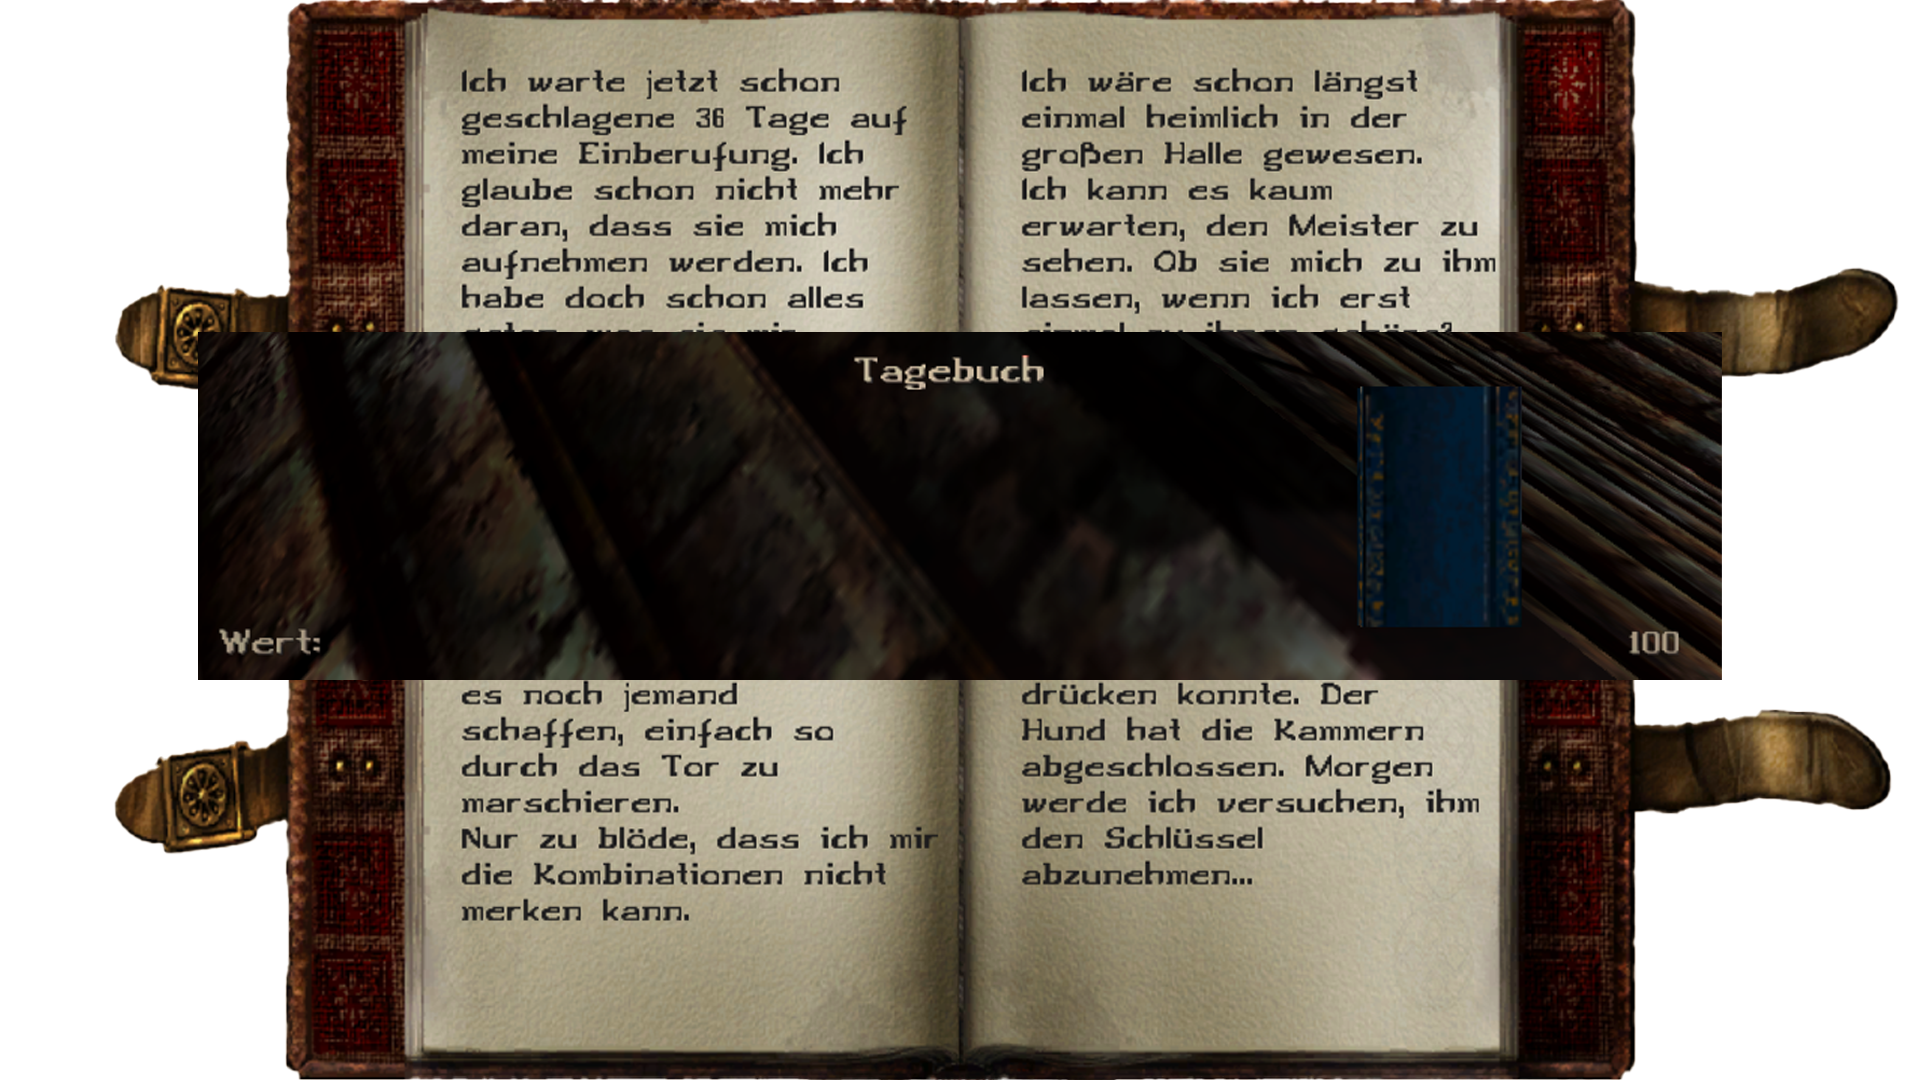 Ich warte jetzt schon
geschlagene 36 Tage auf
meine Einberufung. Ich
glaube schon nicht mehr
daran, dass sie mich
aufnehmen werden. Ich
habe doch schon alles
es noch jemand
schaffen, einfach so
durch das Tor zu
marschieren.
Nur zu blöde, dass ich mir
die Kombinationen nicht
merken kann.
Ich wäre schon längst
einmal heimlich in der
großen Halle gewesen.
Ich kann es kaum
erwarten, den Meister zu
sehen. Ob sie mich zu ihm
lassen, wenn ich erst
drücken konnte. Der
Hund hat die Kammern
abgeschlossen. Morgen
werde ich versuchen, ihm
den Schlüssel
abzunehmen...
Tagebuch
Wert: 100